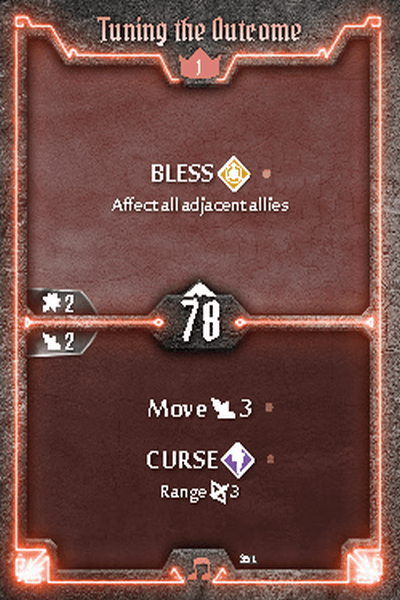 Tuning the Outcome
1
BLESS
Affect all adjacent allies
2
78
2
Move 3
CURSE
Range 3